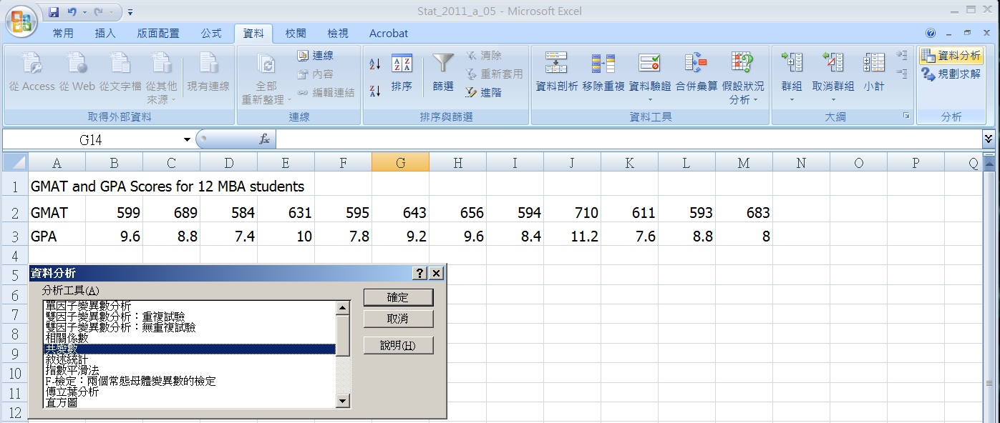 Stat_2011_a_05 - Microsoft Excel
常用 插入 版面配置 公式 資料 校閱 檢視 Acrobat
從 Access 從 Web 從文字檔 從其他來源 現有連線
取得外部資料
全部重新整理 連線 內容 編輯連結
連線
排序 篩選 清除 重新套用 進階
排序與篩選
資料剖析 移除重複 資料驗證 合併彙算 假設狀況分析
資料工具
群組 取消群組 小計
大綱
資料分析
規劃求解
分析
G14 fx
A B C D E F G H I J K L M N O P Q
1 GMAT and GPA Scores for 12 MBA students
2 GMAT 599 689 584 631 595 643 656 594 710 611 593 683
3 GPA 9.6 8.8 7.4 10 7.8 9.2 9.6 8.4 11.2 7.6 8.8 8
4
5
6
7
8
9
10
11
12
資料分析
分析工具(A)
單因子變異數分析
雙因子變異數分析：重複試驗
雙因子變異數分析：無重複試驗
相關係數
共變數
敘述統計
指數平滑法
F-檢定：兩個常態母體變異數的檢定
傅立葉分析
直方圖
確定
取消
說明(H)